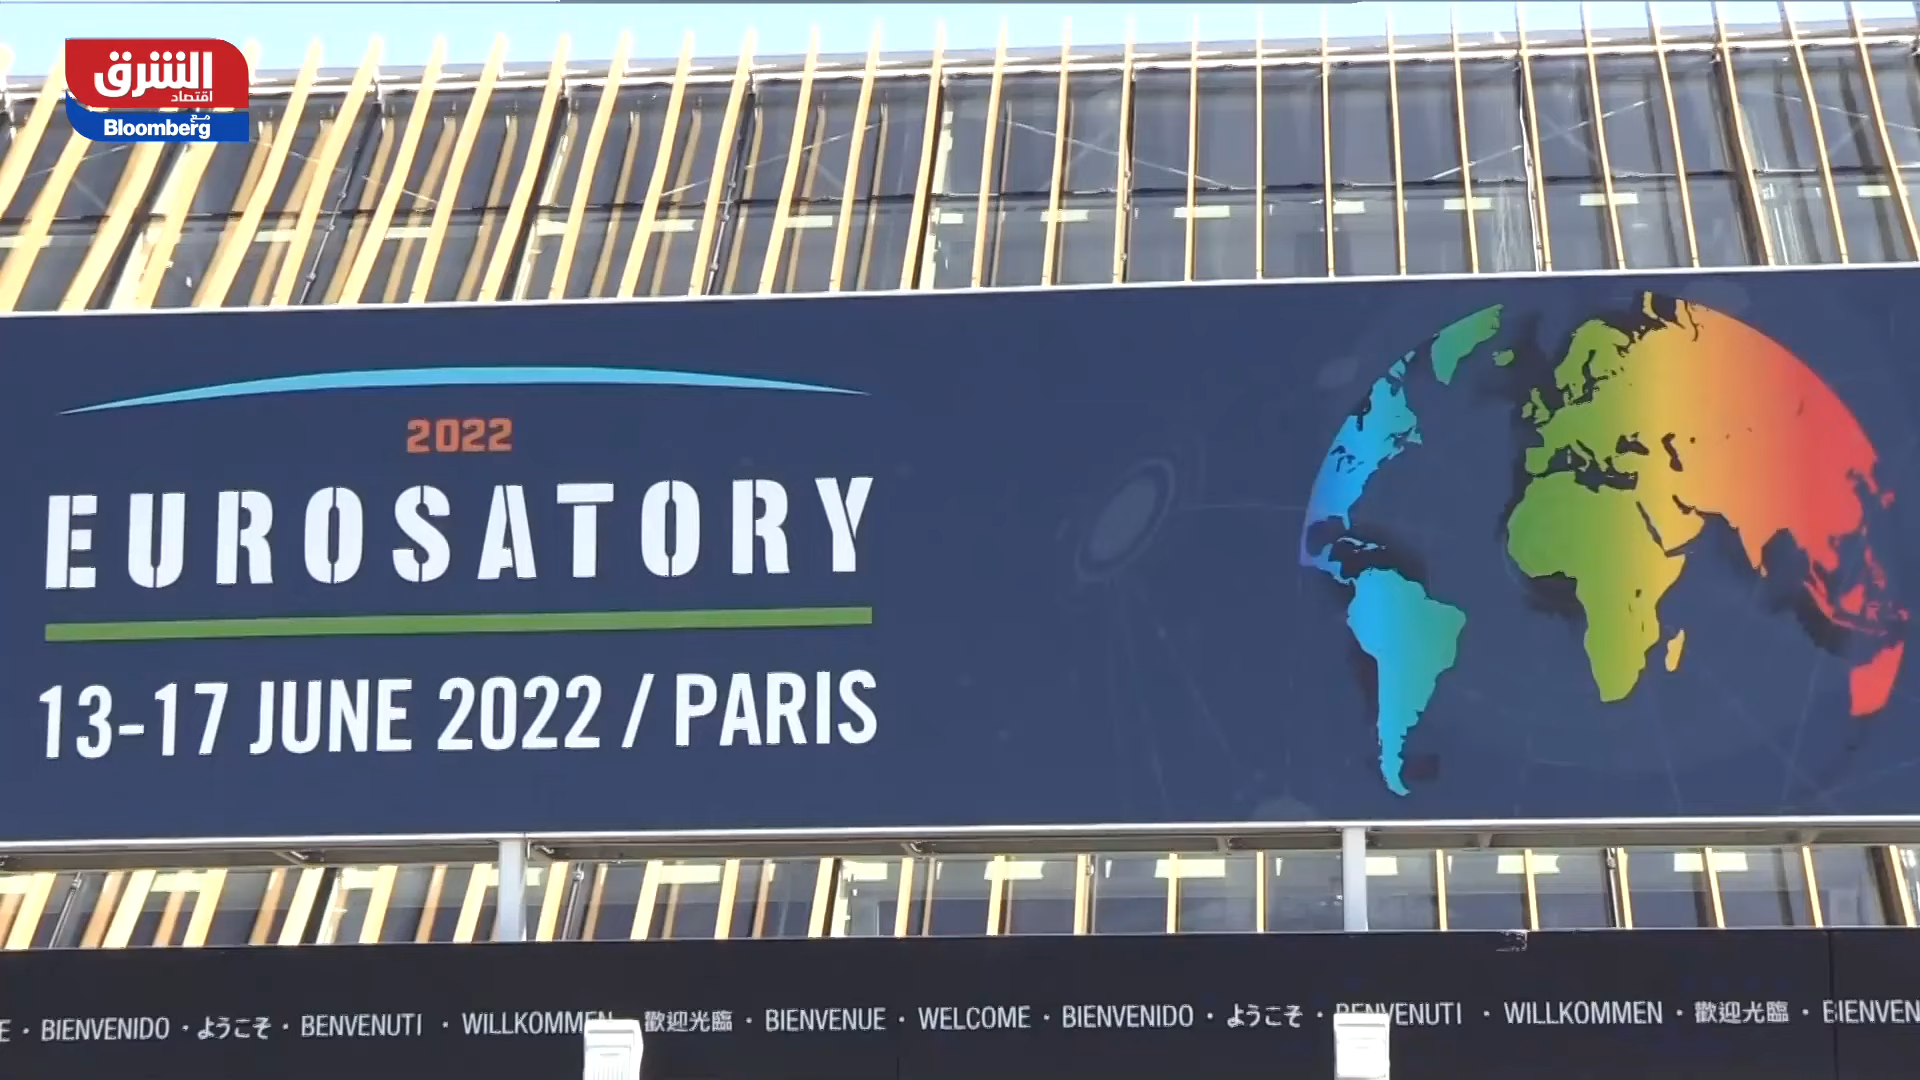 الشرق
اقتصاد
مع
Bloomberg
2022
EUROSATORY
13-17 JUNE 2022 / PARIS
E · BIENVENIDO · ようこそ · BENVENUTI · WILLKOMMEN · 歡迎光臨 · BIENVENUE · WELCOME · BIENVENIDO · ようこそ · BENVENUTI · WILLKOMMEN · 歡迎光臨 · BIENVEN